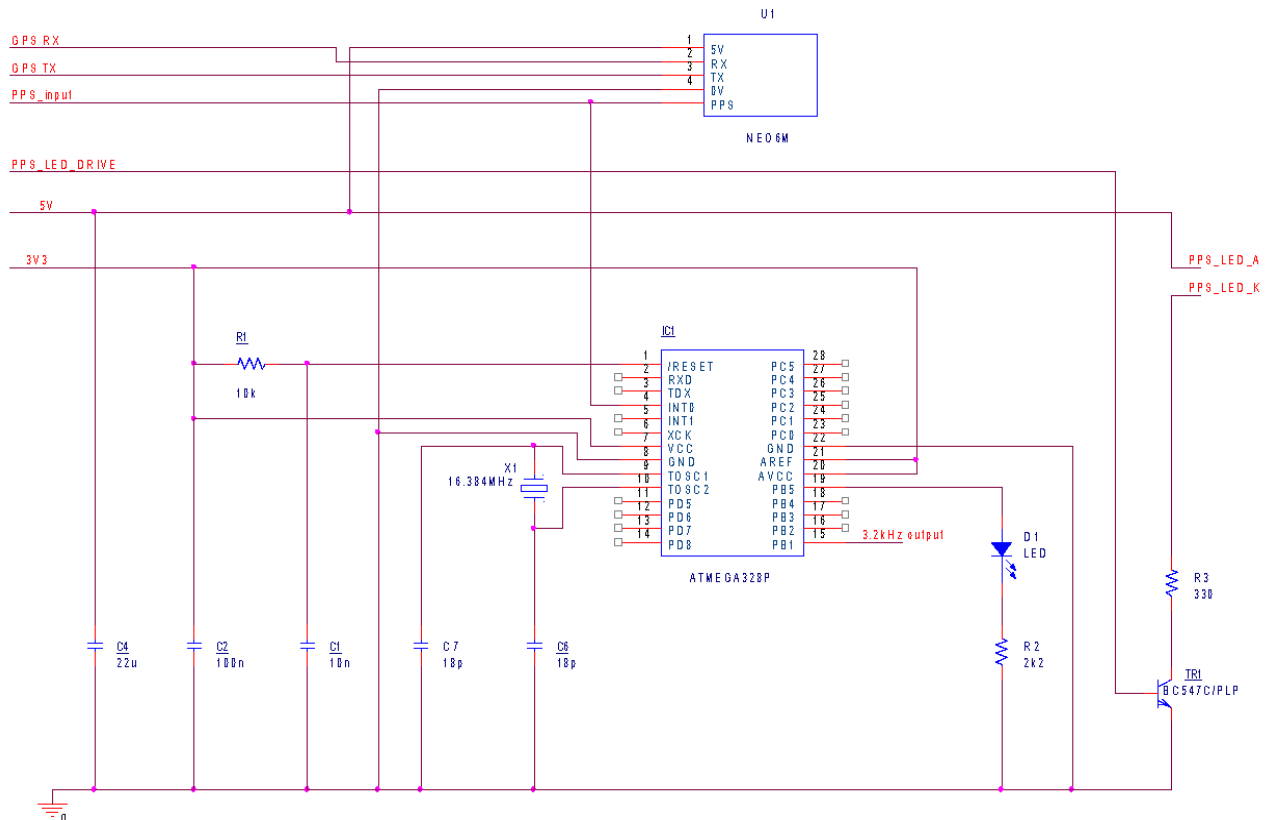 U1
GPS RX
GPS TX
PPS_input
1
2
3
4
5V
RX
TX
0V
PPS
NEO6M
PPS_LED_DRIVE
5V
3V3
PPS_LED_A
PPS_LED_K
R1
10k
IC1
1
2
3
4
5
6
7
8
9
10
11
12
13
14
/RESET
RXD
TDX
INT0
INT1
XCK
VCC
GND
TOSC1
TOSC2
PD5
PD6
PD7
PD8
PC5
PC4
PC3
PC2
PC1
PC0
GND
AREF
AVCC
PB5
PB4
PB3
PB2
PB1
28
27
26
25
24
23
22
21
20
19
18
17
16
15
ATMEGA328P
X1
16.384MHz
3.2kHz output
D1
LED
R3
330
C4
22u
C2
100n
C1
10n
C7
18p
C6
18p
R2
2k2
TR1
BC547C/PLP
0